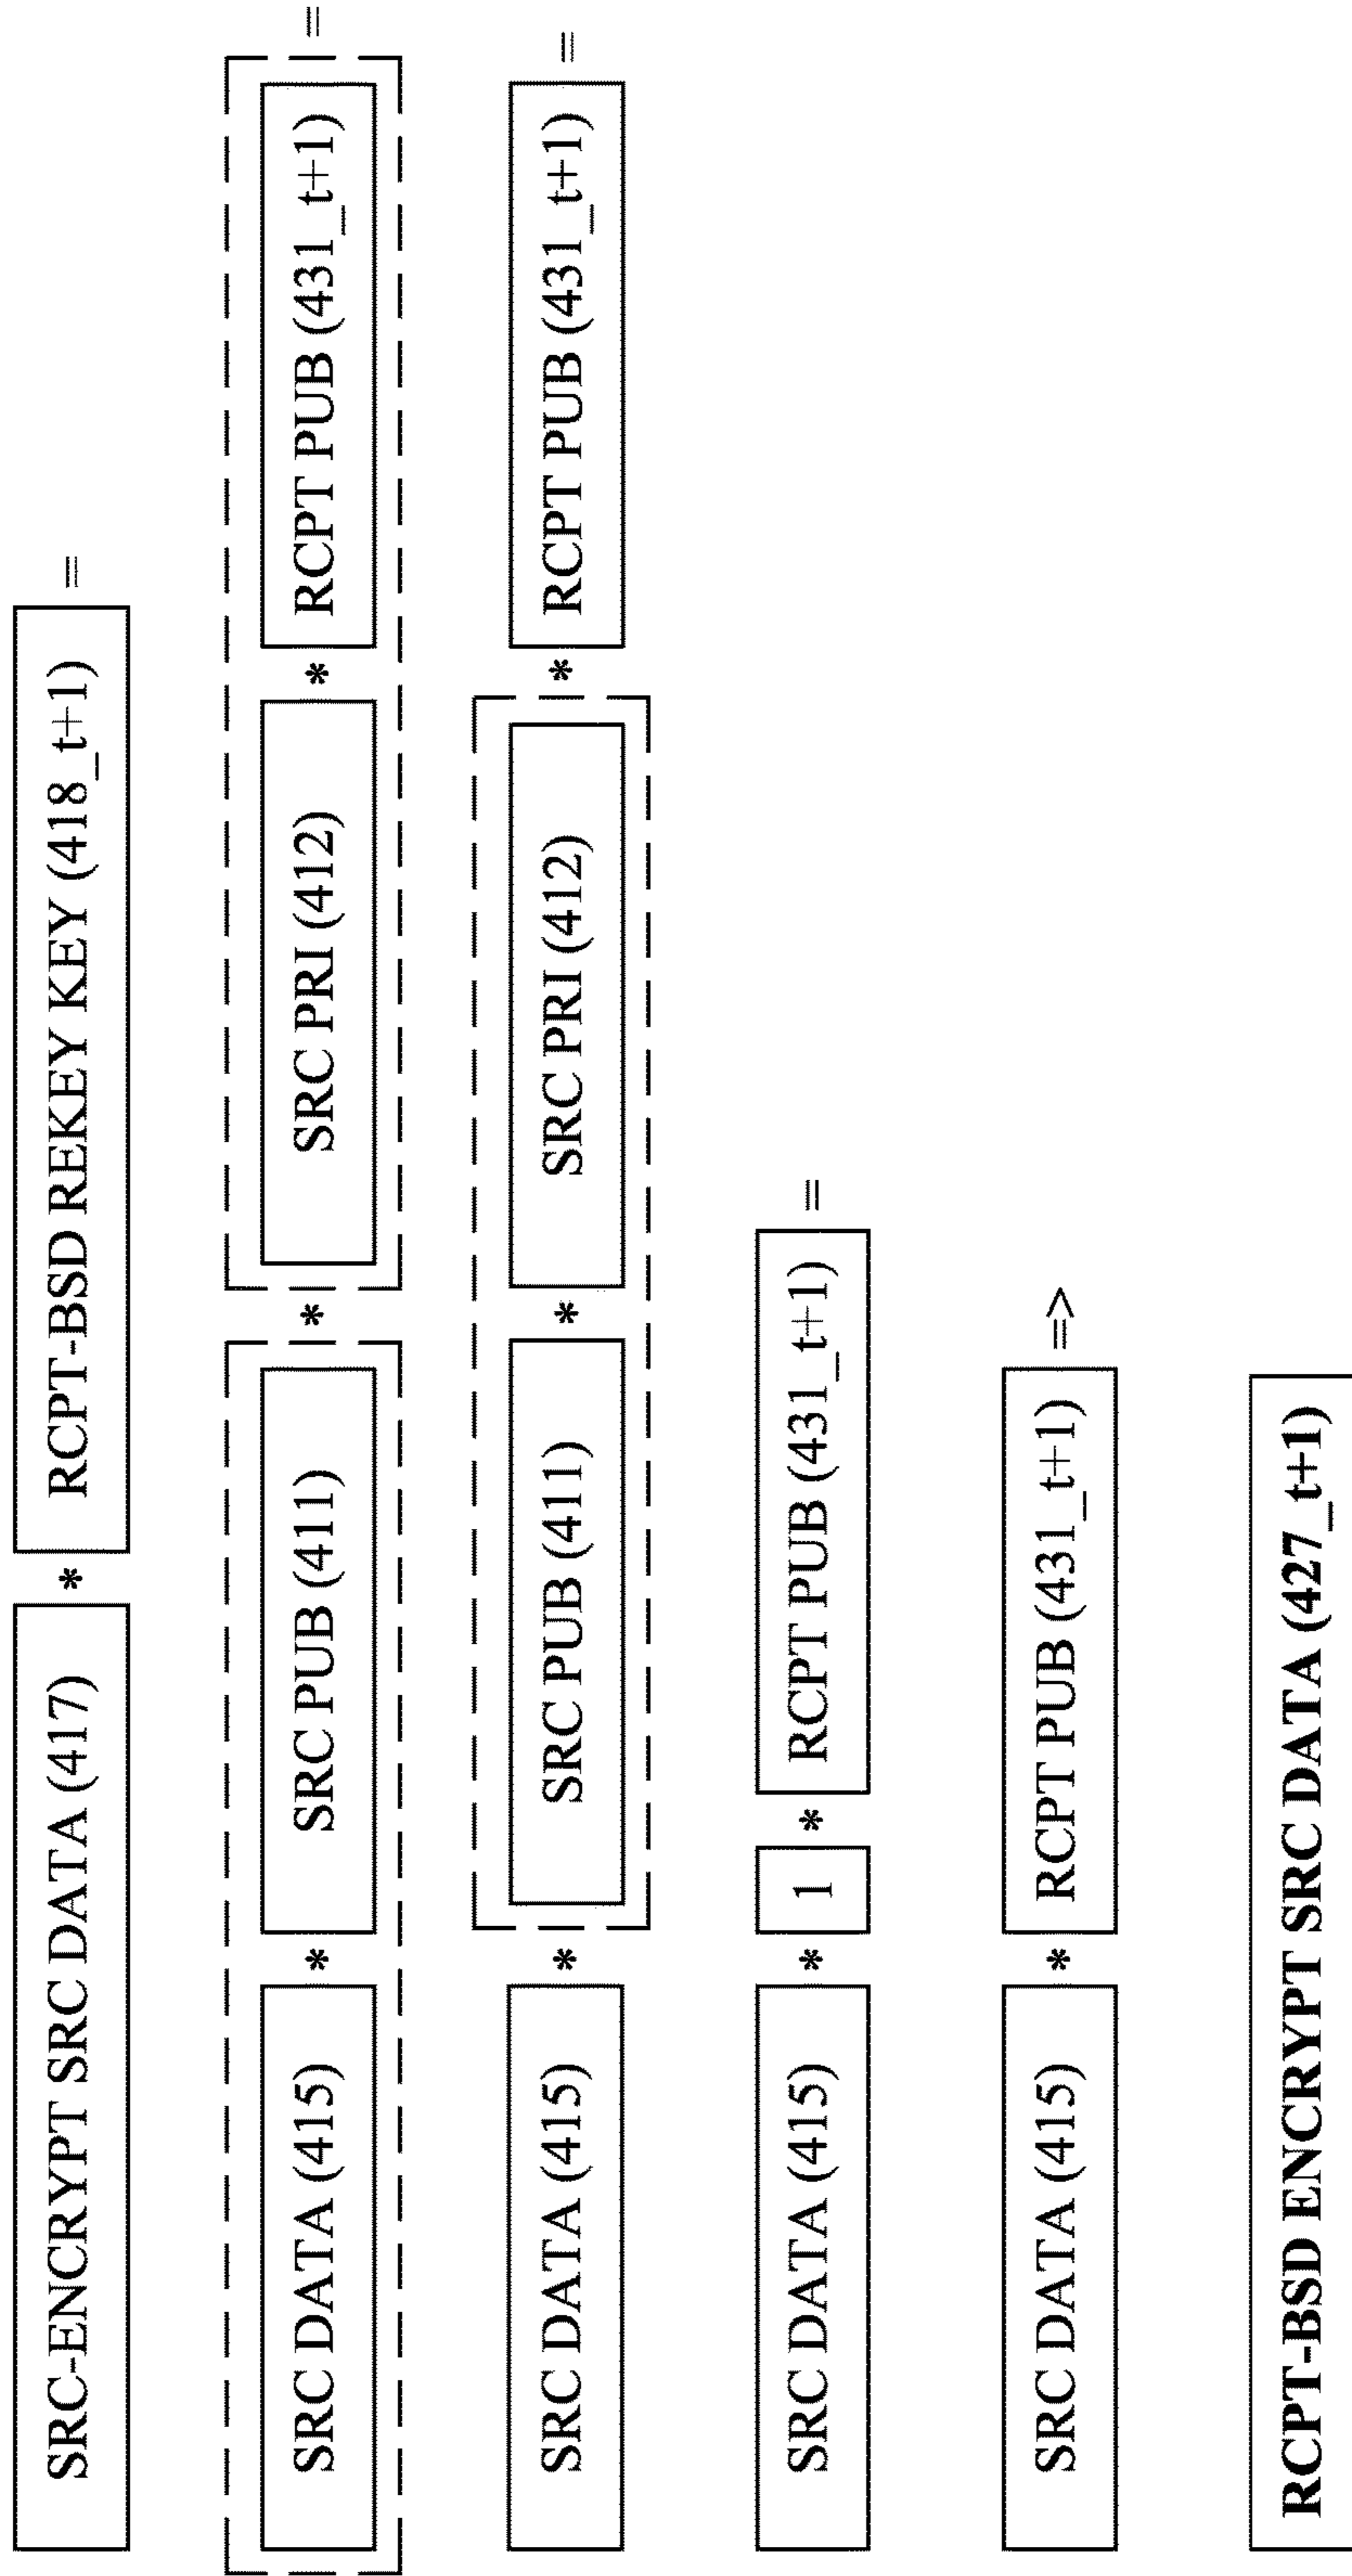 SRC-ENCRYPT SRC DATA (417) * RCPT-BSD REKEY KEY (418_t+1) =
SRC DATA (415) * SRC PUB (411) * SRC PRI (412) * RCPT PUB (431_t+1) =
SRC DATA (415) * SRC PUB (411) * SRC PRI (412) * RCPT PUB (431_t+1) =
SRC DATA (415) * 1 * RCPT PUB (431_t+1) =
SRC DATA (415) * RCPT PUB (431_t+1) =>
RCPT-BSD ENCRYPT SRC DATA (427_t+1)